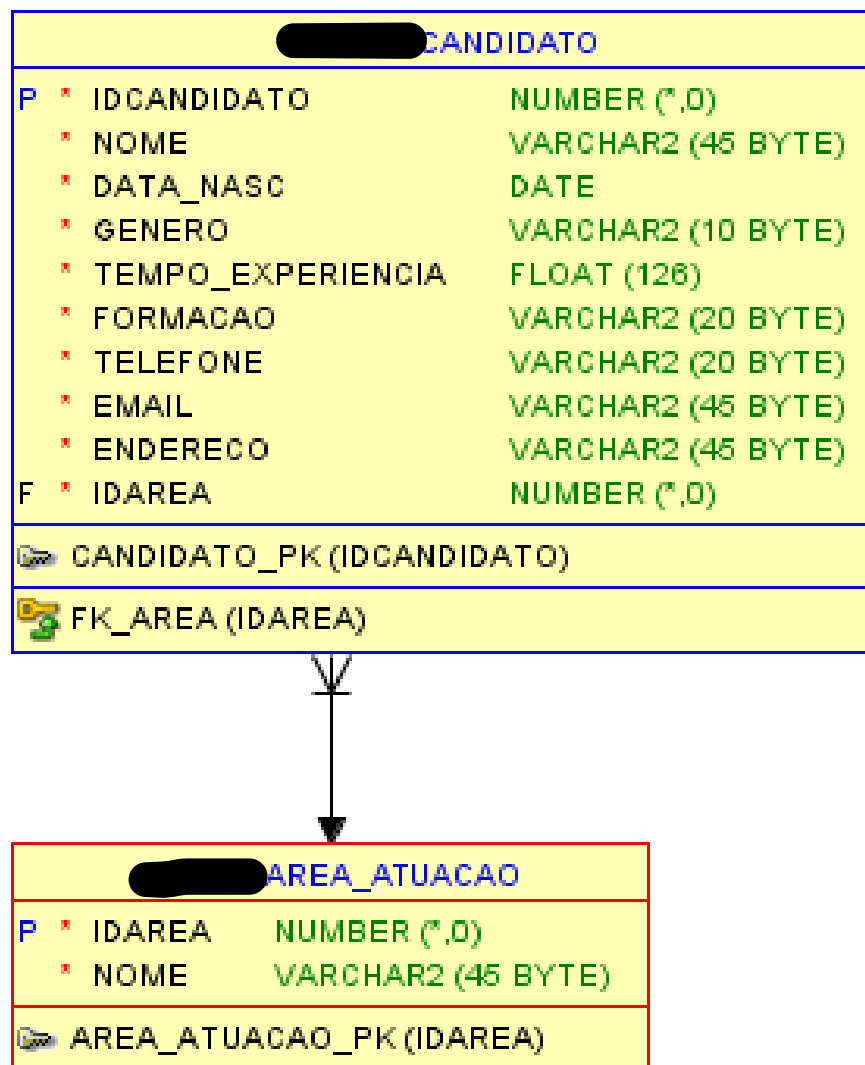 CANDIDATO
P * IDCANDIDATO NUMBER (*,0)
* NOME VARCHAR2 (45 BYTE)
* DATA_NASC DATE
* GENERO VARCHAR2 (10 BYTE)
* TEMPO_EXPERIENCIA FLOAT (126)
* FORMACAO VARCHAR2 (20 BYTE)
* TELEFONE VARCHAR2 (20 BYTE)
* EMAIL VARCHAR2 (45 BYTE)
* ENDERECO VARCHAR2 (45 BYTE)
F * IDAREA NUMBER (*,0)
CANDIDATO_PK (IDCANDIDATO)
FK_AREA (IDAREA)
AREA_ATUACAO
P * IDAREA NUMBER (*,0)
* NOME VARCHAR2 (45 BYTE)
AREA_ATUACAO_PK (IDAREA)